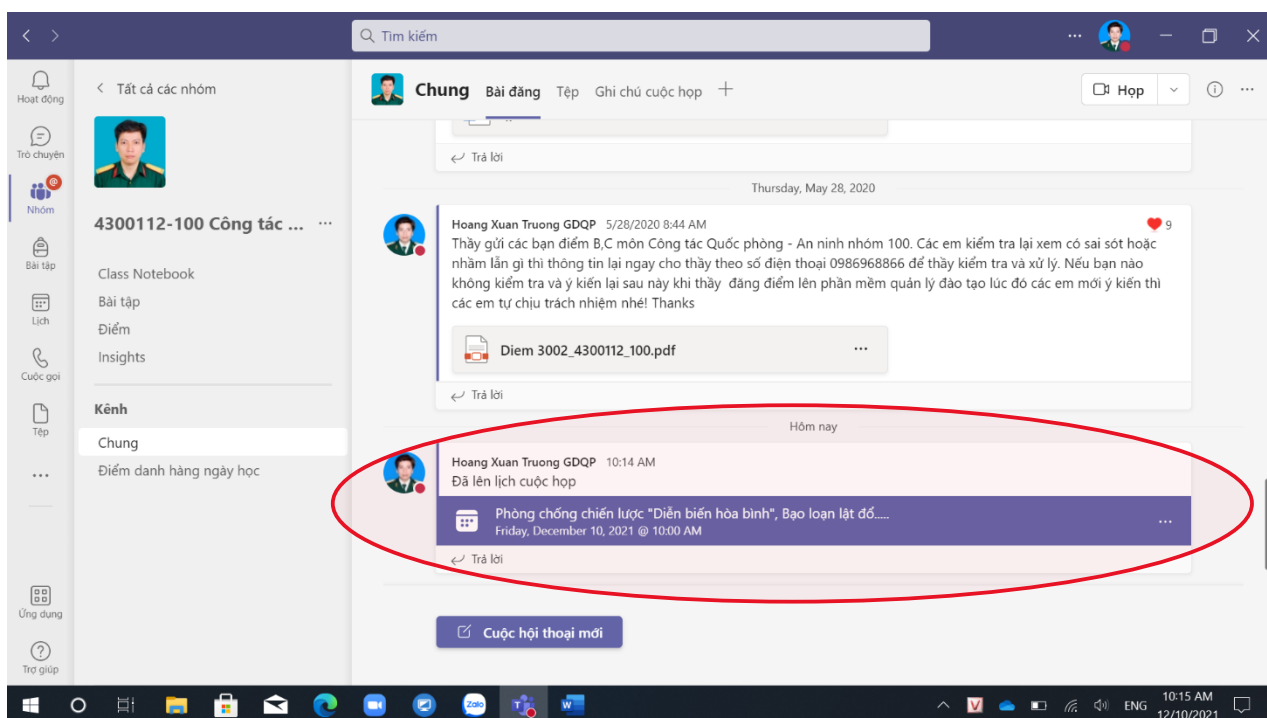 Tìm kiếm
Hoạt động
Trò chuyện
Nhóm
Bài tập
Lịch
Cuộc gọi
Tệp
Ứng dụng
Trợ giúp
Tất cả các nhóm
4300112-100 Công tác ...
Class Notebook
Bài tập
Điểm
Insights
Kênh
Chung
Điểm danh hàng ngày học
Chung Bài đăng Tệp Ghi chú cuộc họp
Họp
Trả lời
Thursday, May 28, 2020
Hoang Xuan Truong GDQP 5/28/2020 8:44 AM
9
Thầy gửi các bạn điểm B,C môn Công tác Quốc phòng - An ninh nhóm 100. Các em kiểm tra lại xem có sai sót hoặc
nhầm lẫn gì thì thông tin lại ngay cho thầy theo số điện thoại 0986968866 để thầy kiểm tra và xử lý. Nếu bạn nào
không kiểm tra và ý kiến lại sau này khi thầy đăng điểm lên phần mềm quản lý đào tạo lúc đó các em mới ý kiến thì
các em tự chịu trách nhiệm nhé! Thanks
Diem 3002_4300112_100.pdf
Trả lời
Hôm nay
Hoang Xuan Truong GDQP 10:14 AM
Đã lên lịch cuộc họp
Phòng chống chiến lược "Diễn biến hòa bình", Bạo loạn lật đổ.....
Friday, December 10, 2021 @ 10:00 AM
Trả lời
Cuộc hội thoại mới
Zalo
ENG
10:15 AM
12/10/2021